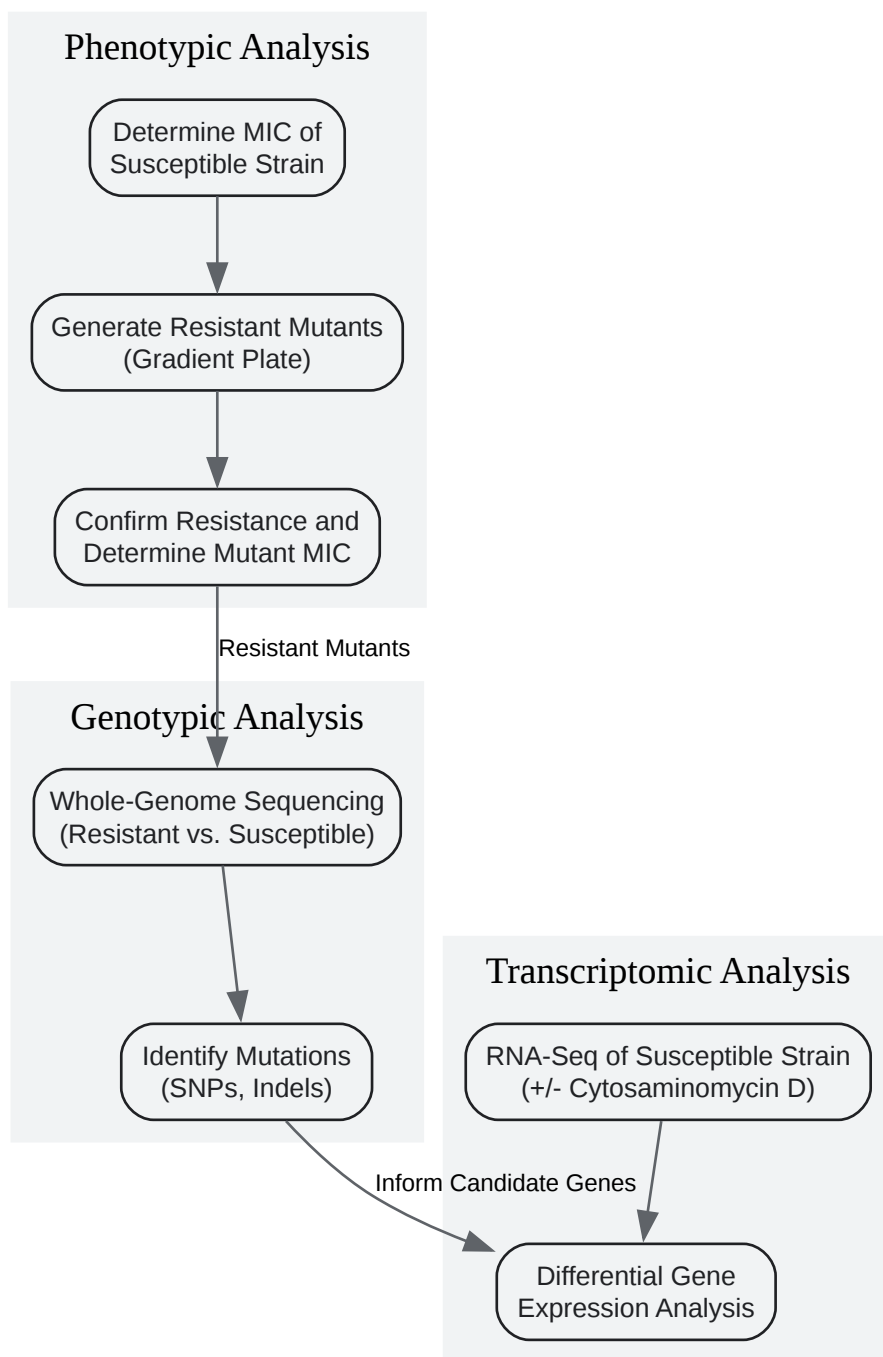 Phenotypic Analysis
Determine MIC of
Susceptible Strain
Generate Resistant Mutants
(Gradient Plate)
Confirm Resistance and
Determine Mutant MIC
Resistant Mutants
Genotypic Analysis
Whole-Genome Sequencing
(Resistant vs. Susceptible)
Identify Mutations
(SNPs, Indels)
Transcriptomic Analysis
RNA-Seq of Susceptible Strain
(+/- Cytosaminomycin D)
Inform Candidate Genes
Differential Gene
Expression Analysis